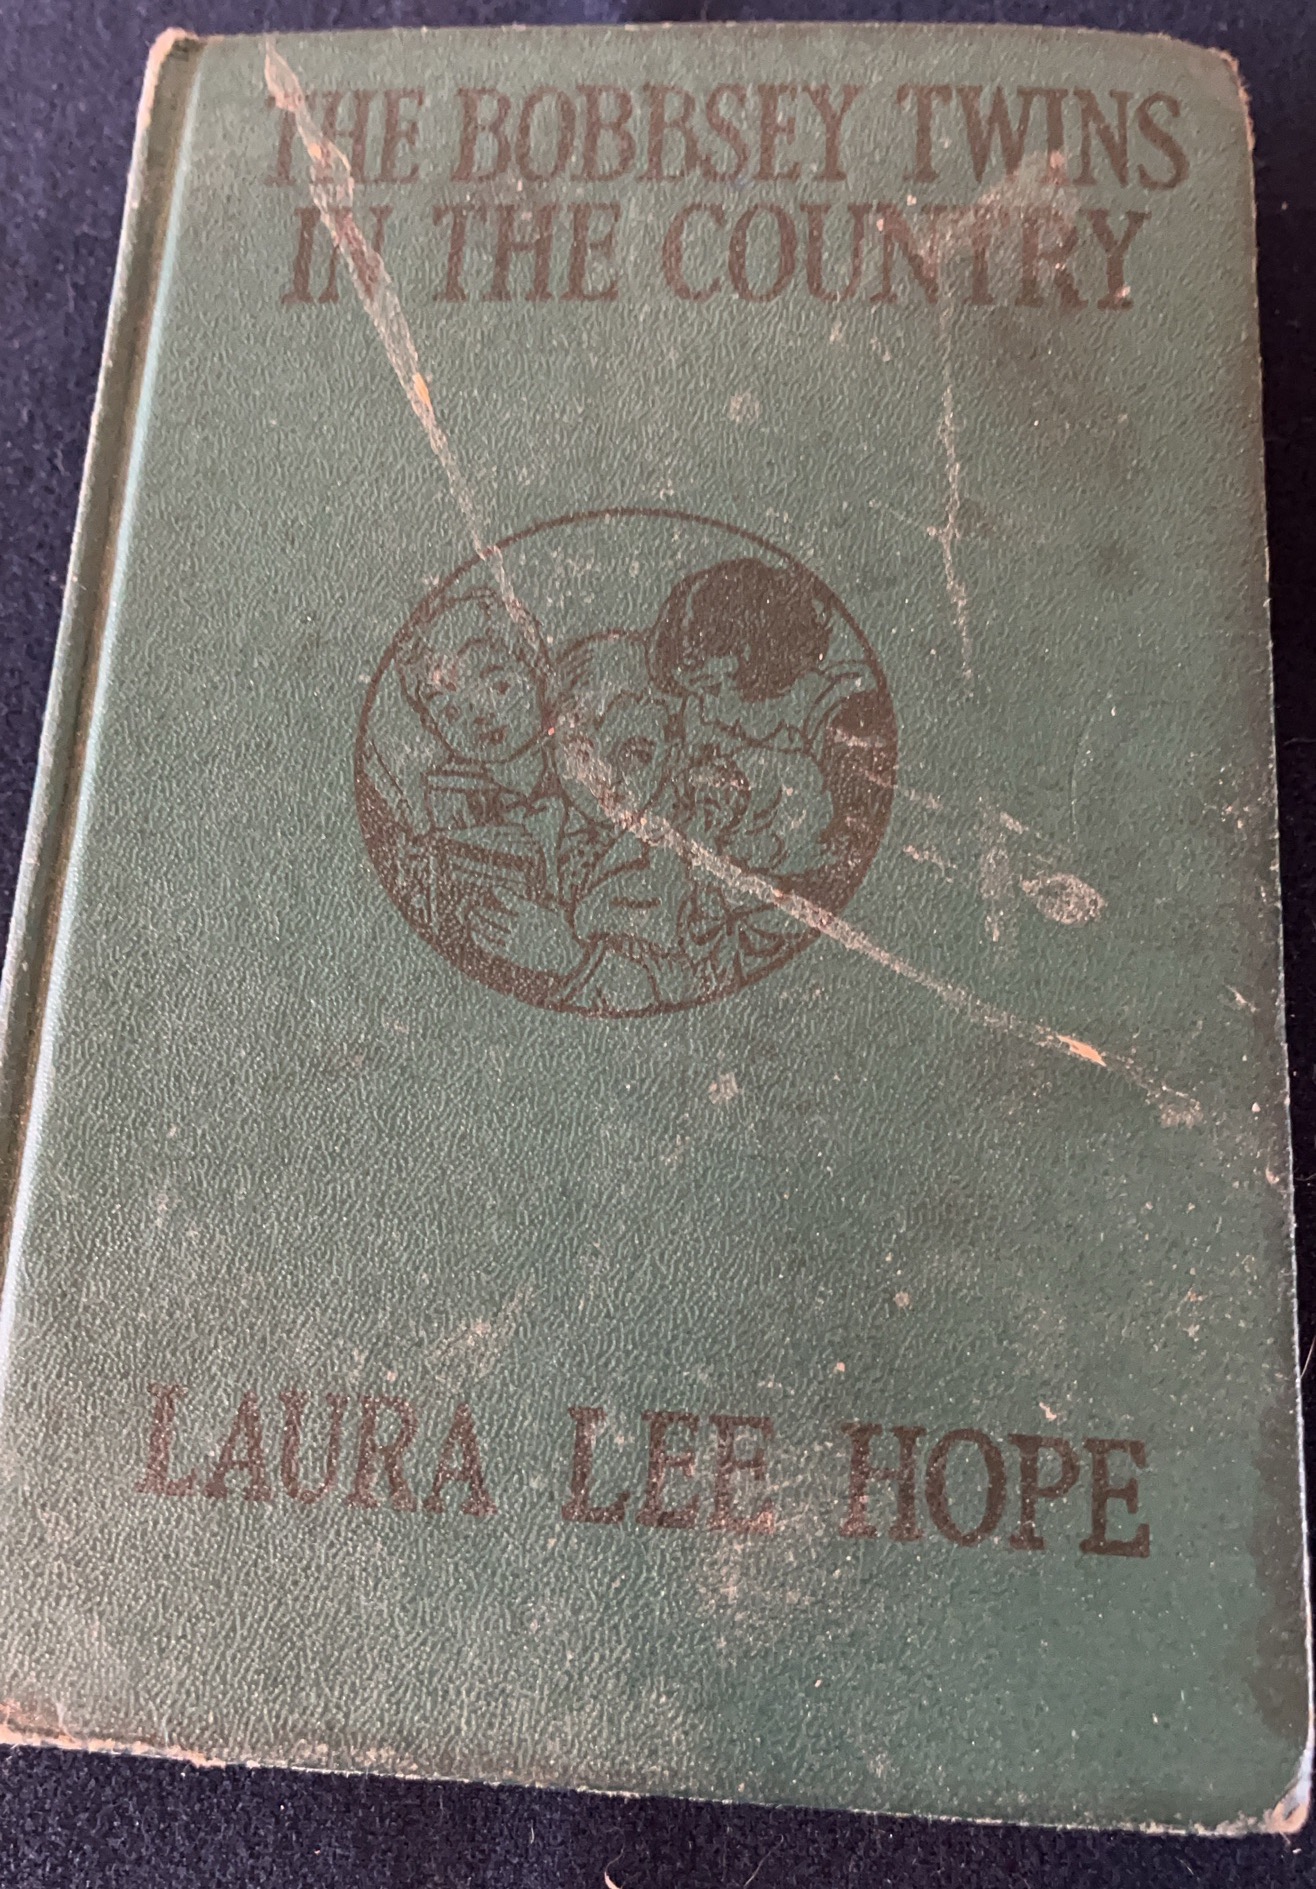 THE BOBBSEY TWINS
IN THE COUNTRY
LAURA LEE HOPE